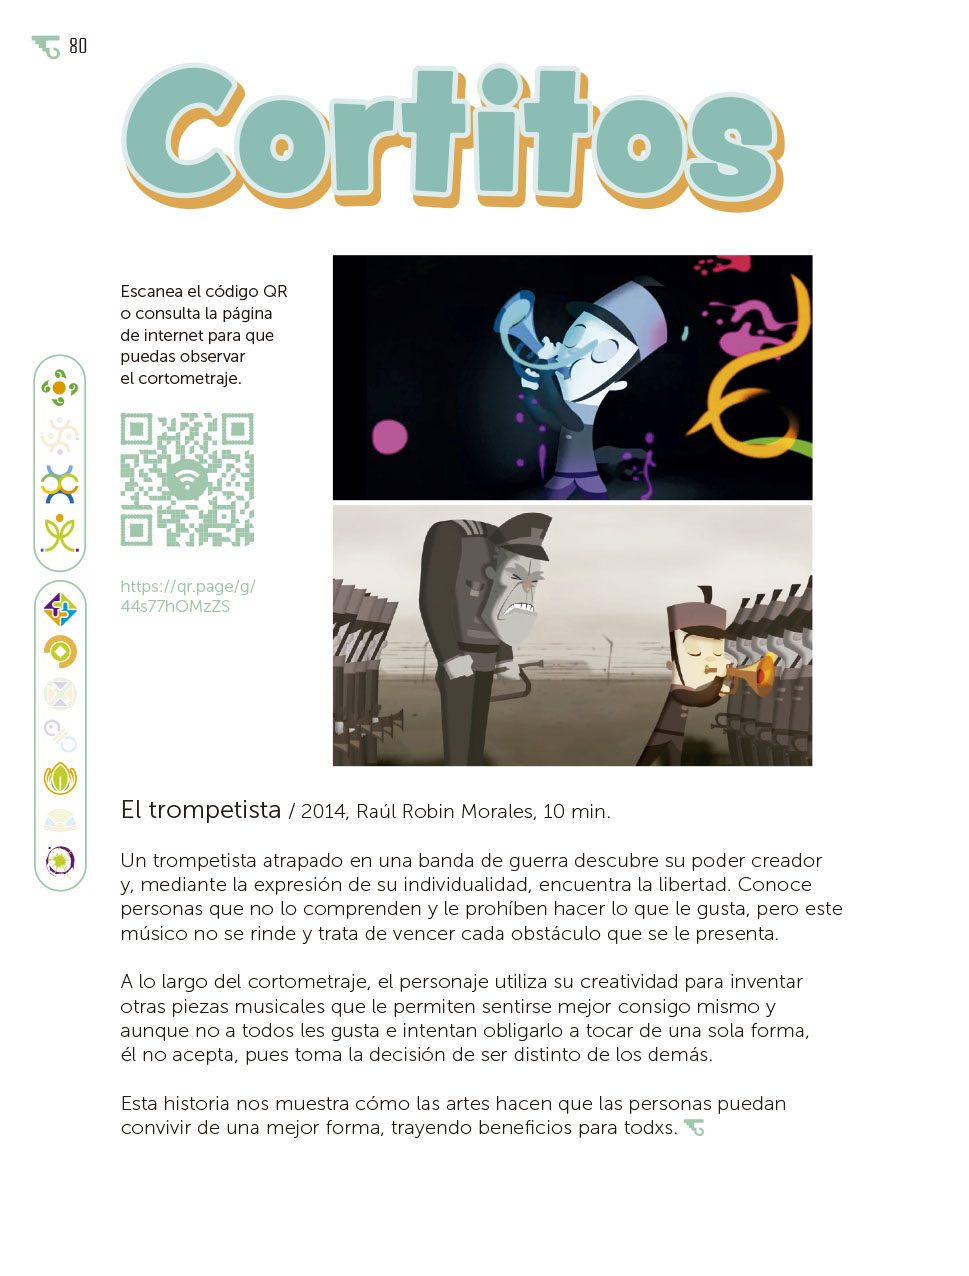 80
Cortitos
Escanea el código QR
o consulta la página
de internet para que
puedas observar
el cortometraje.
https://qr.page/g/
44s77hOMzZS
El trompetista / 2014, Raúl Robin Morales, 10 min.
Un trompetista atrapado en una banda de guerra descubre su poder creador
y, mediante la expresión de su individualidad, encuentra la libertad. Conoce
personas que no lo comprenden y le prohíben hacer lo que le gusta, pero este
músico no se rinde y trata de vencer cada obstáculo que se le presenta.
A lo largo del cortometraje, el personaje utiliza su creatividad para inventar
otras piezas musicales que le permiten sentirse mejor consigo mismo y
aunque no a todos les gusta e intentan obligarlo a tocar de una sola forma,
él no acepta, pues toma la decisión de ser distinto de los demás.
Esta historia nos muestra cómo las artes hacen que las personas puedan
convivir de una mejor forma, trayendo beneficios para todxs.